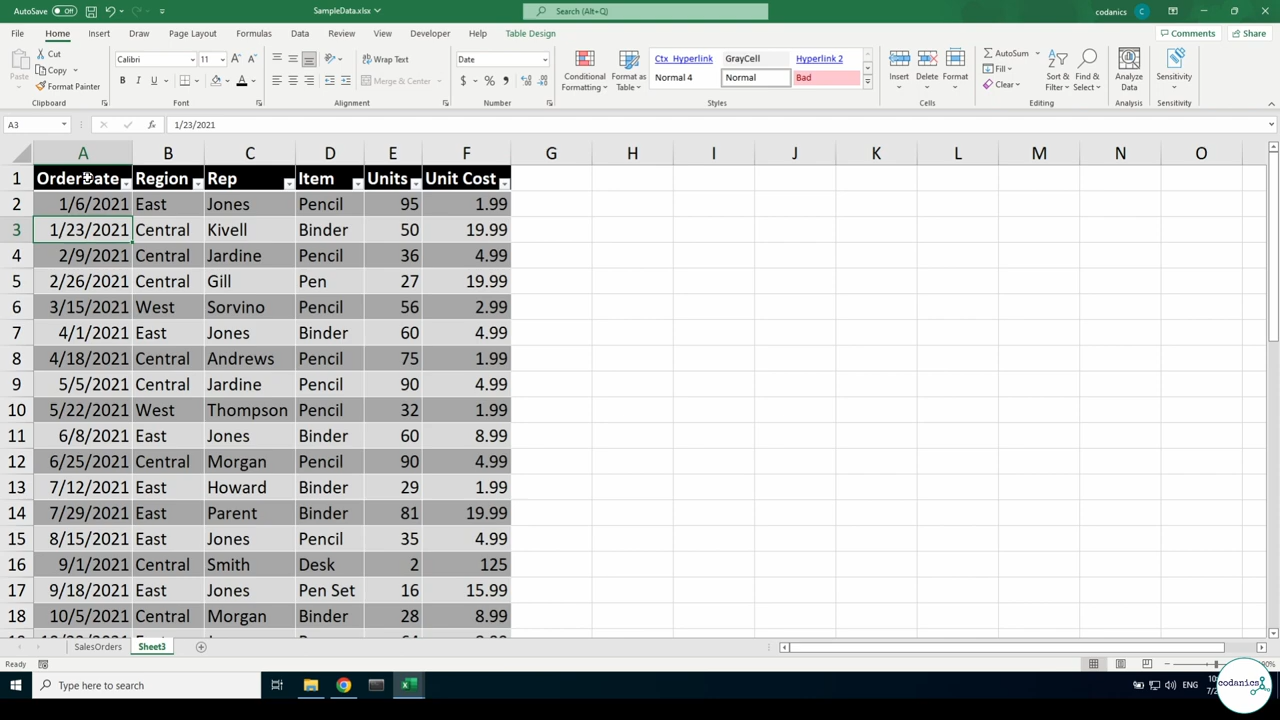 AutoSave Off SampleData.xlsx Search (Alt+Q) codanics C
File Home Insert Draw Page Layout Formulas Data Review View Developer Help Table Design Comments Share
Paste Cut Copy Format Painter Clipboard
Calibri 11 B I U A Font
Wrap Text Merge & Center Alignment
Date $ % Number
Conditional Formatting Format as Table
Ctx_Hyperlink GrayCell Hyperlink 2
Normal 4 Normal Bad
Styles
Insert Delete Format Cells
AutoSum Fill Clear Sort & Filter Find & Select Editing
Analyze Data Analysis
Sensitivity Sensitivity
A3 fx 1/23/2021
A B C D E F G H I J K L M N O
1 OrderDate Region Rep Item Units Unit Cost
2 1/6/2021 East Jones Pencil 95 1.99
3 1/23/2021 Central Kivell Binder 50 19.99
4 2/9/2021 Central Jardine Pencil 36 4.99
5 2/26/2021 Central Gill Pen 27 19.99
6 3/15/2021 West Sorvino Pencil 56 2.99
7 4/1/2021 East Jones Binder 60 4.99
8 4/18/2021 Central Andrews Pencil 75 1.99
9 5/5/2021 Central Jardine Pencil 90 4.99
10 5/22/2021 West Thompson Pencil 32 1.99
11 6/8/2021 East Jones Binder 60 8.99
12 6/25/2021 Central Morgan Pencil 90 4.99
13 7/12/2021 East Howard Binder 29 1.99
14 7/29/2021 East Parent Binder 81 19.99
15 8/15/2021 East Jones Pencil 35 4.99
16 9/1/2021 Central Smith Desk 2 125
17 9/18/2021 East Jones Pen Set 16 15.99
18 10/5/2021 Central Morgan Binder 28 8.99
SalesOrders Sheet3
Ready
Type here to search ENG
codanics